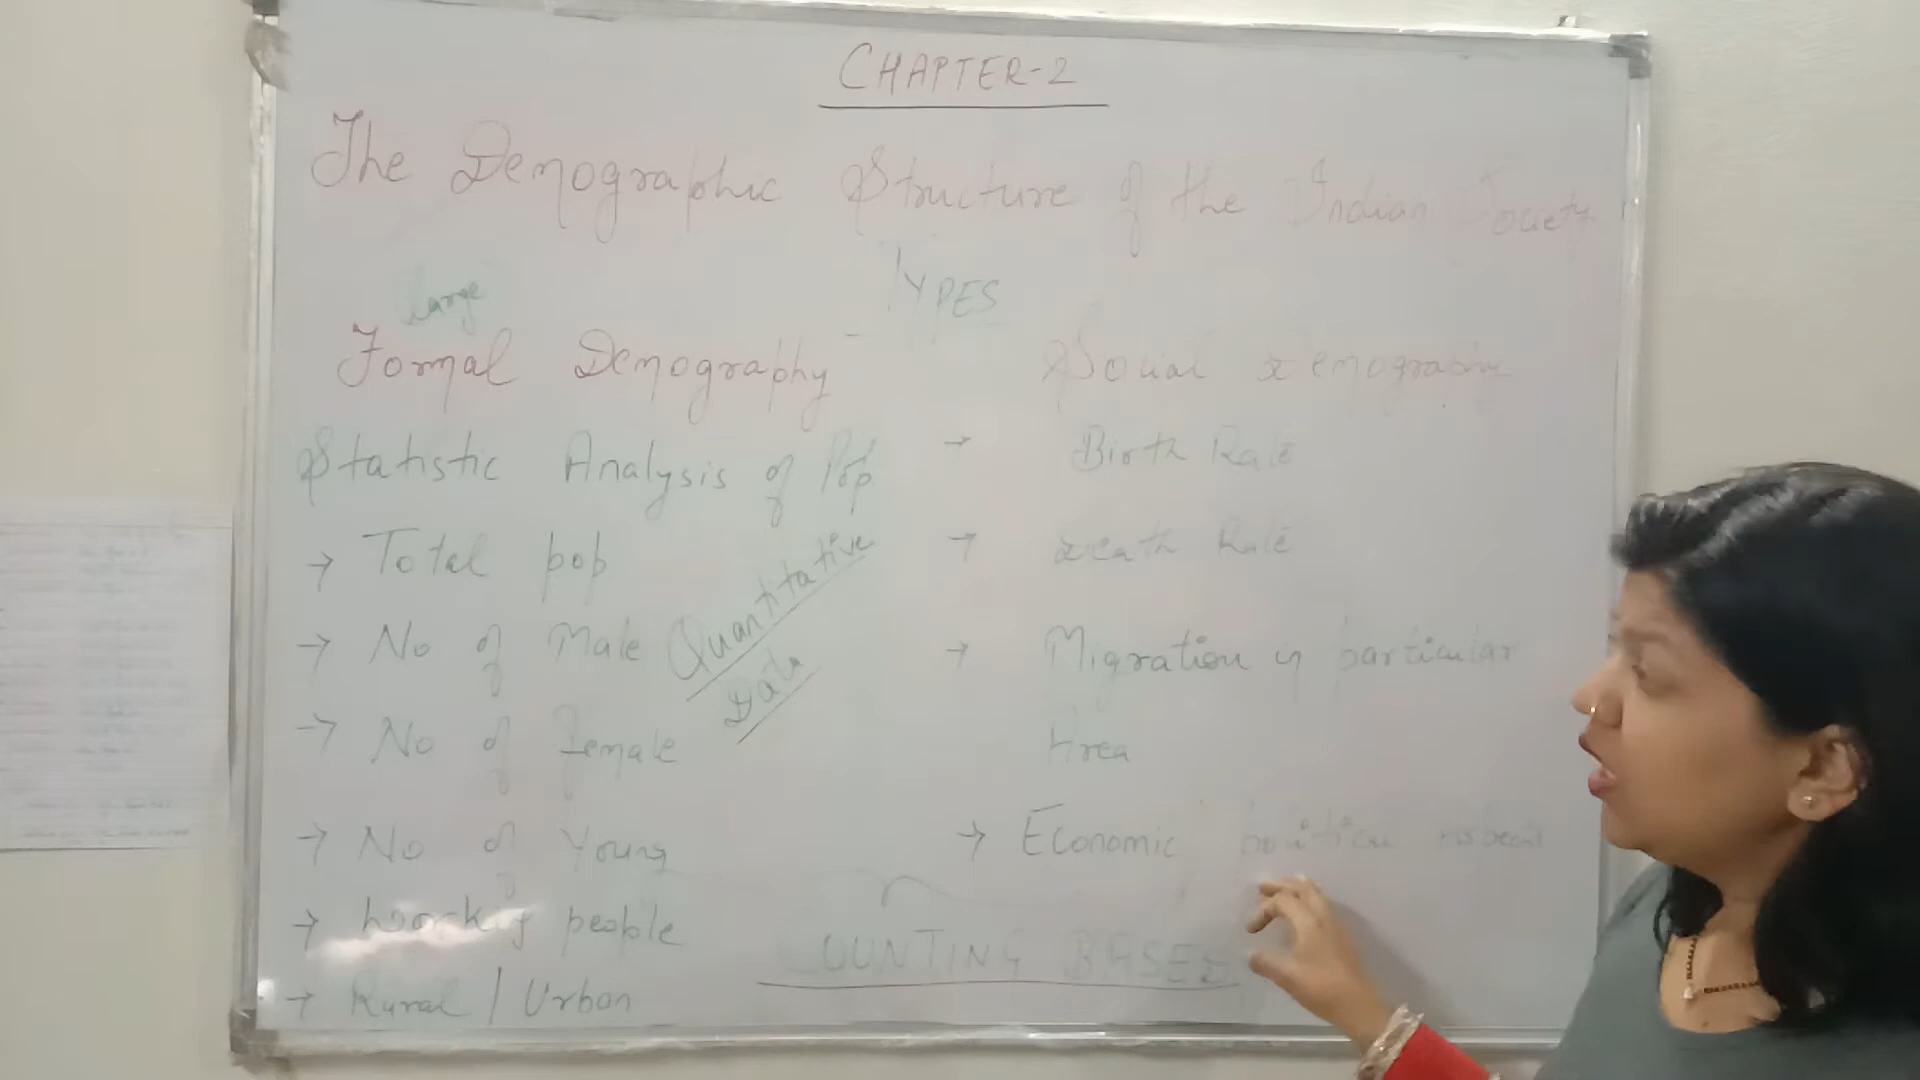 CHAPTER-2
The Demographic Structure of the Indian Society
TYPES
large
Formal Demography
Statistic Analysis of Pop
→ Total pop
→ No of Male
→ No of Female
→ No of Young
→ Working people
→ Rural / Urban
Quantitative
Data
Social Demography
→ Birth Rate
→ Death Rate
→ Migration in particular
Area
→ Economic
COUNTING BASED